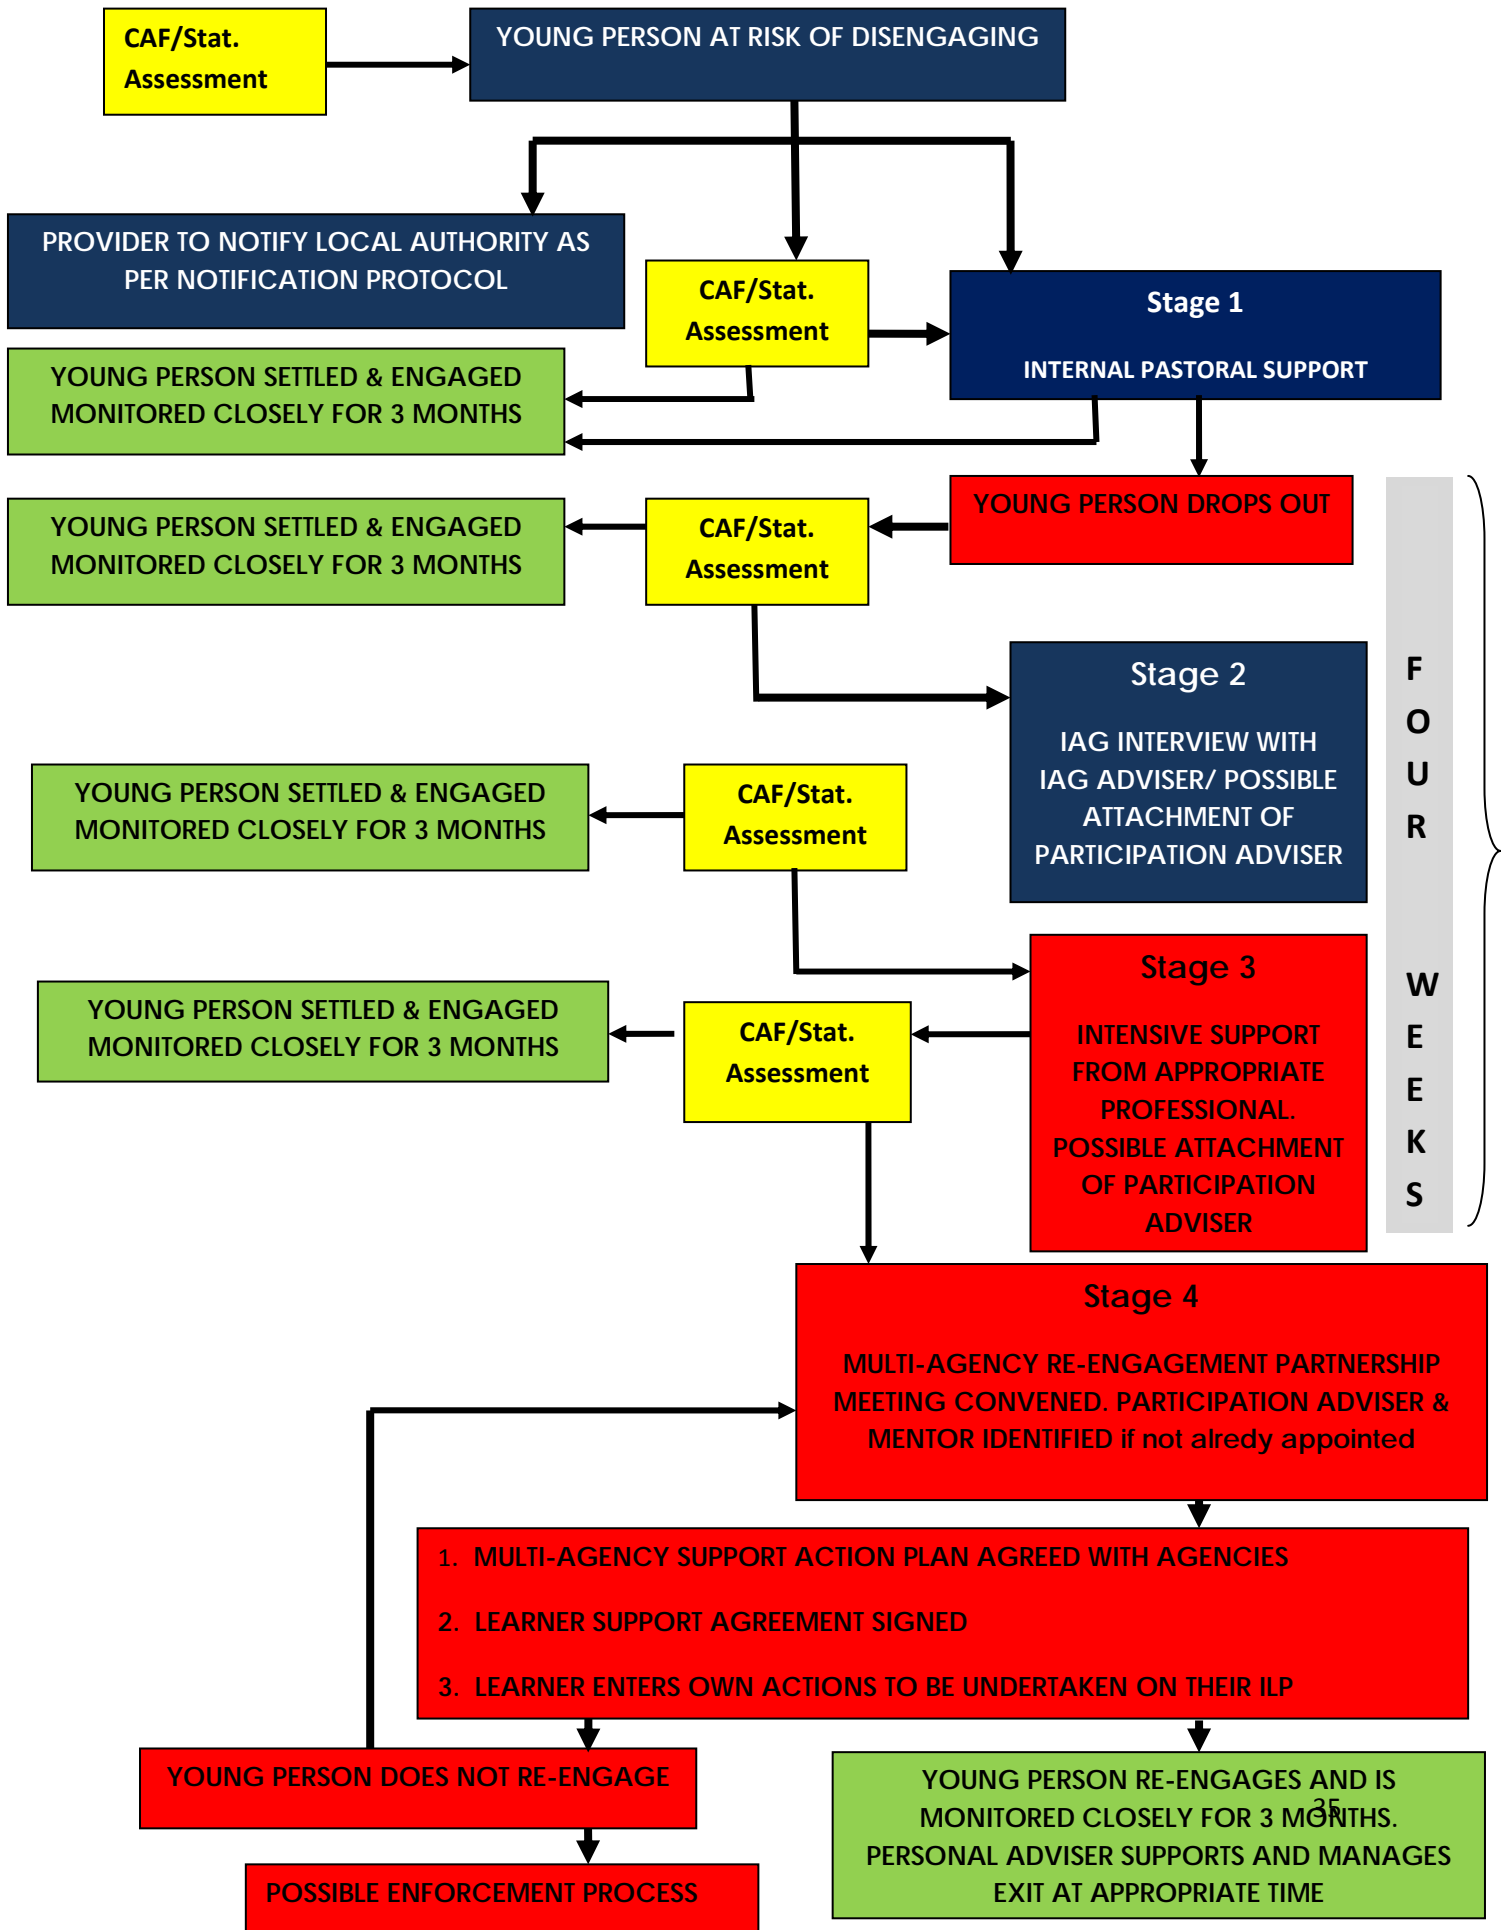 CAF/Stat.
Assessment
YOUNG PERSON AT RISK OF DISENGAGING
PROVIDER TO NOTIFY LOCAL AUTHORITY AS
PER NOTIFICATION PROTOCOL
CAF/Stat.
Assessment
Stage 1
INTERNAL PASTORAL SUPPORT
YOUNG PERSON SETTLED & ENGAGED
MONITORED CLOSELY FOR 3 MONTHS
YOUNG PERSON DROPS OUT
CAF/Stat.
Assessment
YOUNG PERSON SETTLED & ENGAGED
MONITORED CLOSELY FOR 3 MONTHS
Stage 2
IAG INTERVIEW WITH
IAG ADVISER/ POSSIBLE
ATTACHMENT OF
PARTICIPATION ADVISER
F
O
U
R
W
E
E
K
S
YOUNG PERSON SETTLED & ENGAGED
MONITORED CLOSELY FOR 3 MONTHS
CAF/Stat.
Assessment
Stage 3
INTENSIVE SUPPORT
FROM APPROPRIATE
PROFESSIONAL.
POSSIBLE ATTACHMENT
OF PARTICIPATION
ADVISER
YOUNG PERSON SETTLED & ENGAGED
MONITORED CLOSELY FOR 3 MONTHS
CAF/Stat.
Assessment
Stage 4
MULTI-AGENCY RE-ENGAGEMENT PARTNERSHIP
MEETING CONVENED. PARTICIPATION ADVISER &
MENTOR IDENTIFIED if not alredy appointed
1. MULTI-AGENCY SUPPORT ACTION PLAN AGREED WITH AGENCIES
2. LEARNER SUPPORT AGREEMENT SIGNED
3. LEARNER ENTERS OWN ACTIONS TO BE UNDERTAKEN ON THEIR ILP
YOUNG PERSON DOES NOT RE-ENGAGE
POSSIBLE ENFORCEMENT PROCESS
YOUNG PERSON RE-ENGAGES AND IS
MONITORED CLOSELY FOR 3 MONTHS.
PERSONAL ADVISER SUPPORTS AND MANAGES
EXIT AT APPROPRIATE TIME
35